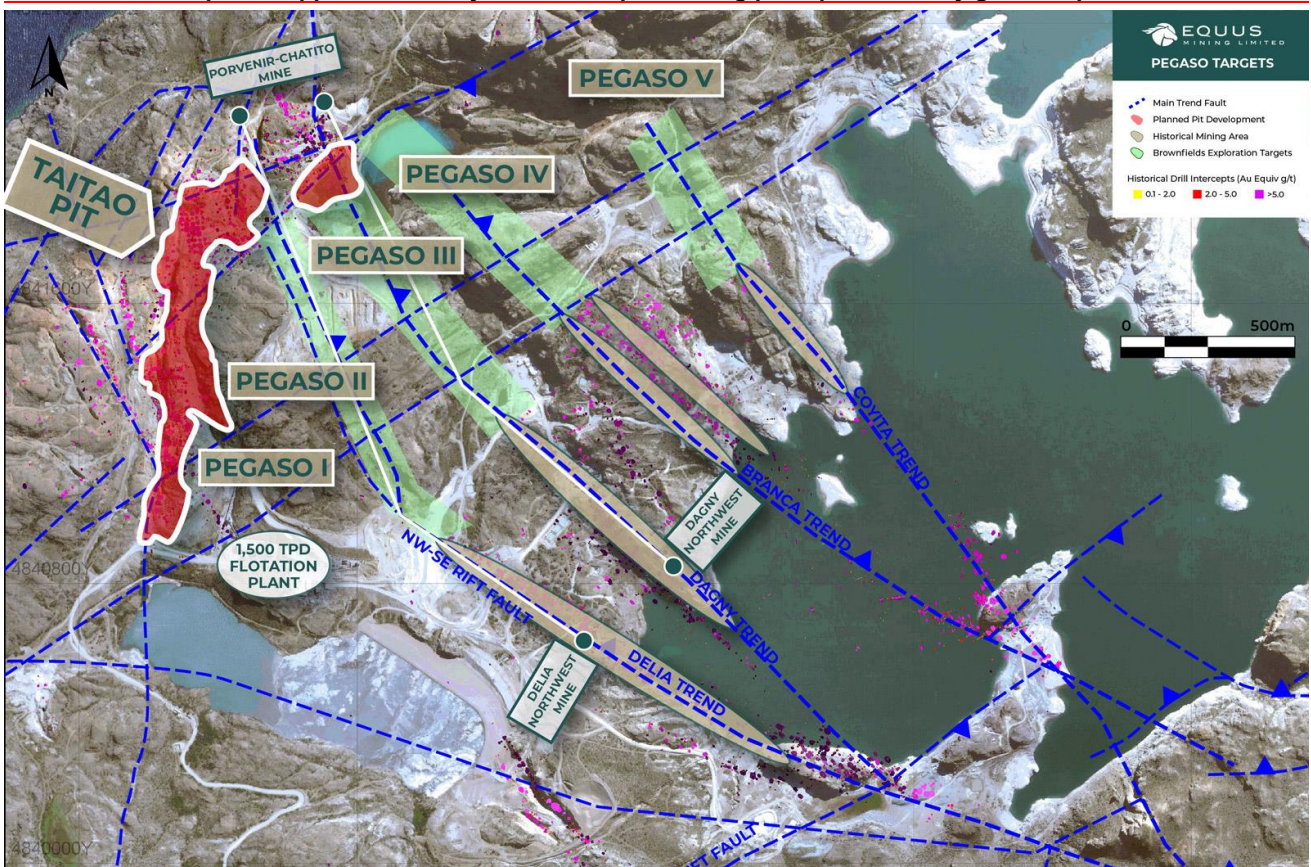 EQUUS
MINING LIMITED
PEGASO TARGETS
Main Trend Fault
Planned Pit Development
Historical Mining Area
Brownfields Exploration Targets
Historical Drill Intercepts (Au Equiv g/t)
0.1 - 2.0
2.0 - 5.0
>5.0
N
PORVENIR-CHATITO
MINE
PEGASO V
TAITAO
PIT
PEGASO IV
PEGASO III
0
500m
PEGASO II
COYITA TREND
PEGASO I
BRANCA TREND
DAGNY
NORTHWEST
MINE
1,500 TPD
FLOTATION
PLANT
4840800Y
NW-SE RIFT FAULT
DAGNY TREND
DELIA
NORTHWEST
MINE
DELIA TREND
4840000Y
FAULT